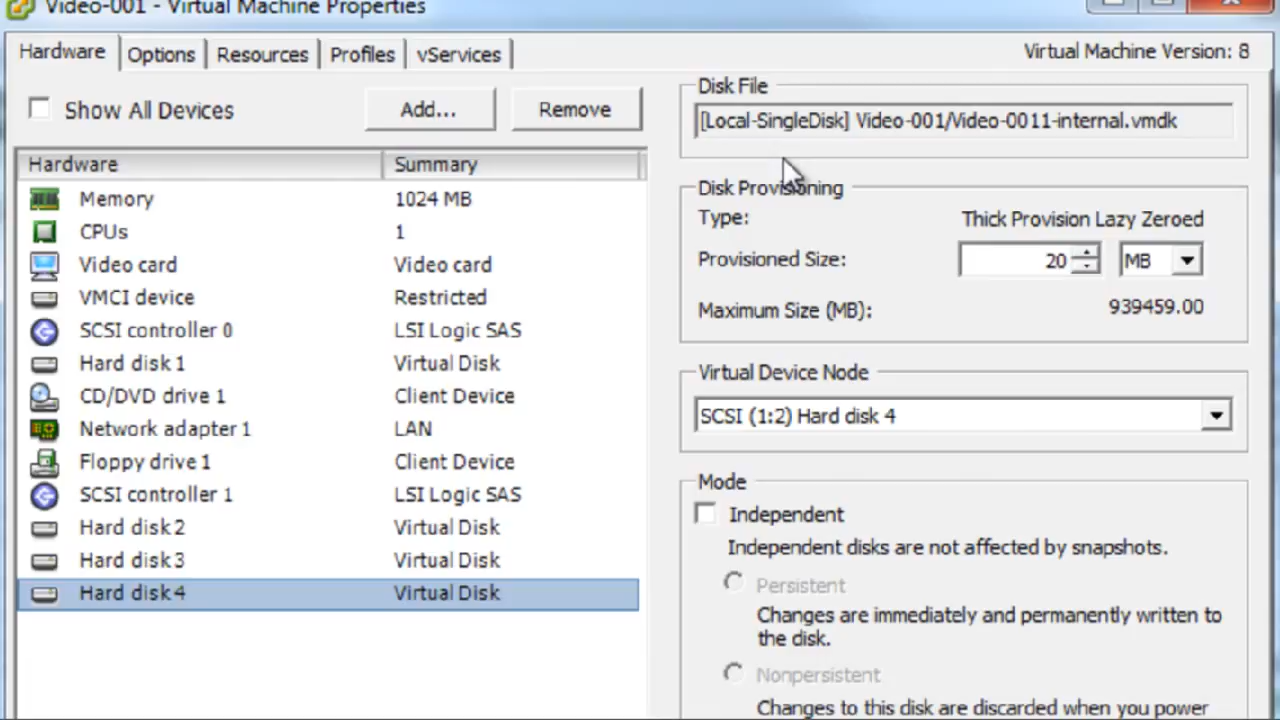 Video-001 - Virtual Machine Properties
Hardware Options Resources Profiles vServices
Virtual Machine Version: 8
Show All Devices
Add...
Remove
Hardware Summary
Memory 1024 MB
CPUs 1
Video card Video card
VMCI device Restricted
SCSI controller 0 LSI Logic SAS
Hard disk 1 Virtual Disk
CD/DVD drive 1 Client Device
Network adapter 1 LAN
Floppy drive 1 Client Device
SCSI controller 1 LSI Logic SAS
Hard disk 2 Virtual Disk
Hard disk 3 Virtual Disk
Hard disk 4 Virtual Disk
Disk File
[Local-SingleDisk] Video-001/Video-0011-internal.vmdk
Disk Provisioning
Type: Thick Provision Lazy Zeroed
Provisioned Size: 20 MB
Maximum Size (MB): 939459.00
Virtual Device Node
SCSI (1:2) Hard disk 4
Mode
Independent
Independent disks are not affected by snapshots.
Persistent
Changes are immediately and permanently written to
the disk.
Nonpersistent
Changes to this disk are discarded when you power